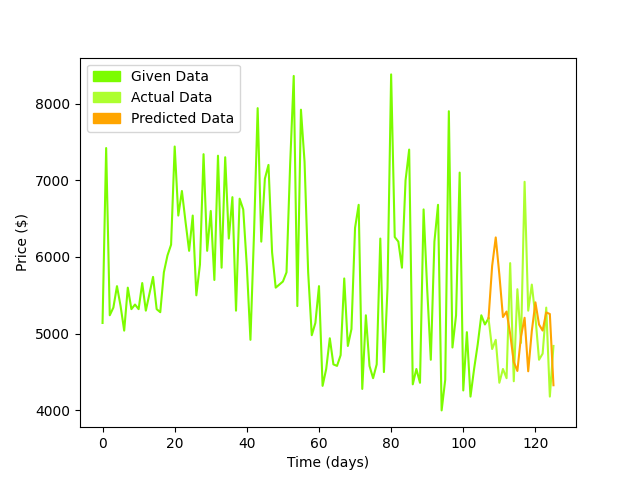 Given Data
Actual Data
Predicted Data
8000
7000
6000
5000
4000
Price ($)
0 20 40 60 80 100 120
Time (days)